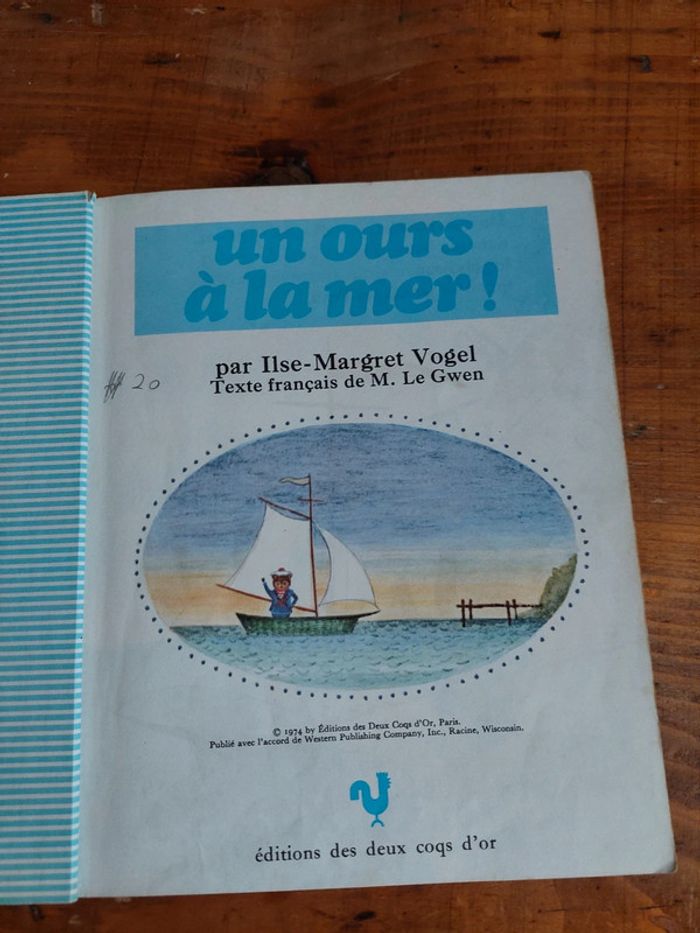 un ours
à la mer!
par Ilse-Margret Vogel
Texte français de M. Le Gwen
20
© 1974 by Éditions des Deux Coqs d'Or, Paris.
Publié avec l'accord de Western Publishing Company, Inc., Racine, Wisconsin.
éditions des deux coqs d'or